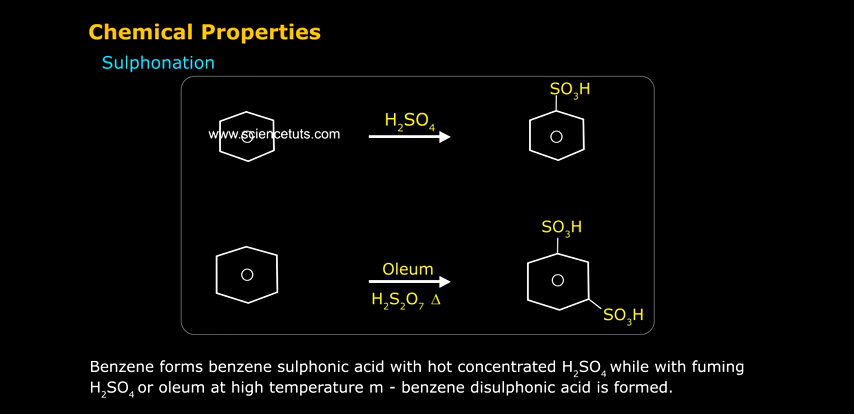 Chemical Properties
Sulphonation
SO₃H
www.sciencetuts.com
H₂SO₄
SO₃H
Oleum
H₂S₂O₇ Δ
SO₃H
Benzene forms benzene sulphonic acid with hot concentrated H₂SO₄ while with fuming
H₂SO₄ or oleum at high temperature m - benzene disulphonic acid is formed.